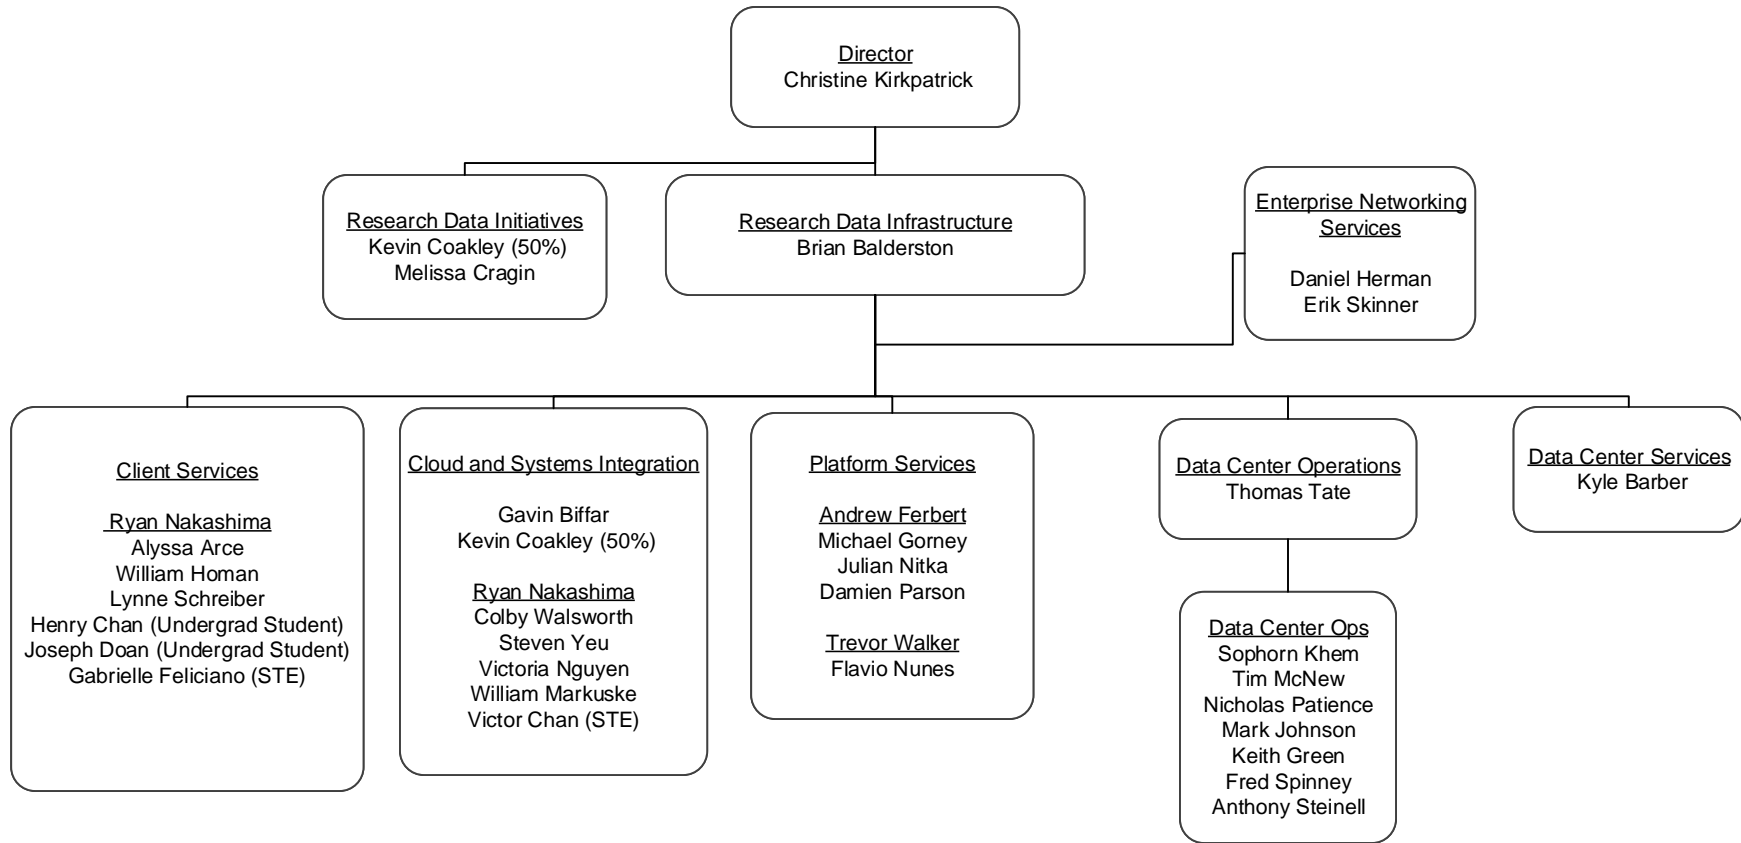 Director
Christine Kirkpatrick
Research Data Initiatives
Kevin Coakley (50%)
Melissa Cragin
Research Data Infrastructure
Brian Balderston
Enterprise Networking
Services
Daniel Herman
Erik Skinner
Client Services
Ryan Nakashima
Alyssa Arce
William Homan
Lynne Schreiber
Henry Chan (Undergrad Student)
Joseph Doan (Undergrad Student)
Gabrielle Feliciano (STE)
Cloud and Systems Integration
Gavin Biffar
Kevin Coakley (50%)
Ryan Nakashima
Colby Walsworth
Steven Yeu
Victoria Nguyen
William Markuske
Victor Chan (STE)
Platform Services
Andrew Ferbert
Michael Gorney
Julian Nitka
Damien Parson
Trevor Walker
Flavio Nunes
Data Center Operations
Thomas Tate
Data Center Ops
Sophorn Khem
Tim McNew
Nicholas Patience
Mark Johnson
Keith Green
Fred Spinney
Anthony Steinell
Data Center Services
Kyle Barber